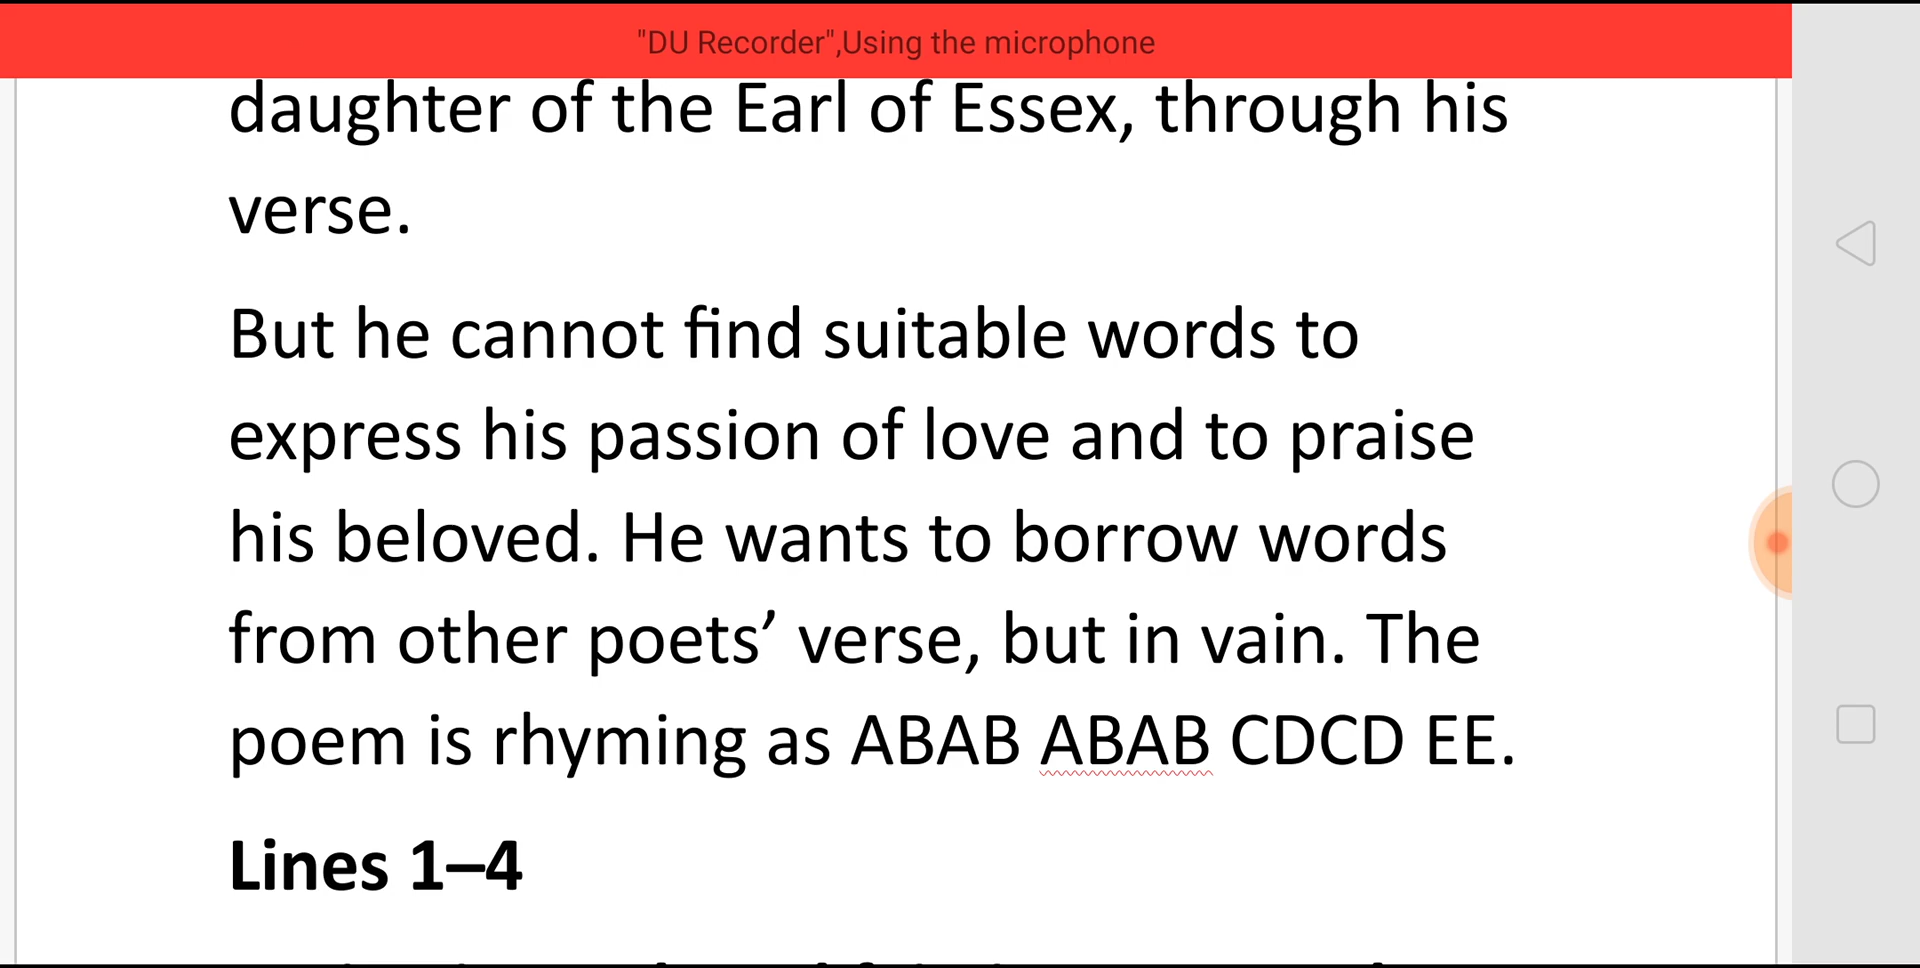 "DU Recorder",Using the microphone
daughter of the Earl of Essex, through his
verse.
But he cannot find suitable words to
express his passion of love and to praise
his beloved. He wants to borrow words
from other poets’ verse, but in vain. The
poem is rhyming as ABAB ABAB CDCD EE.
Lines 1–4